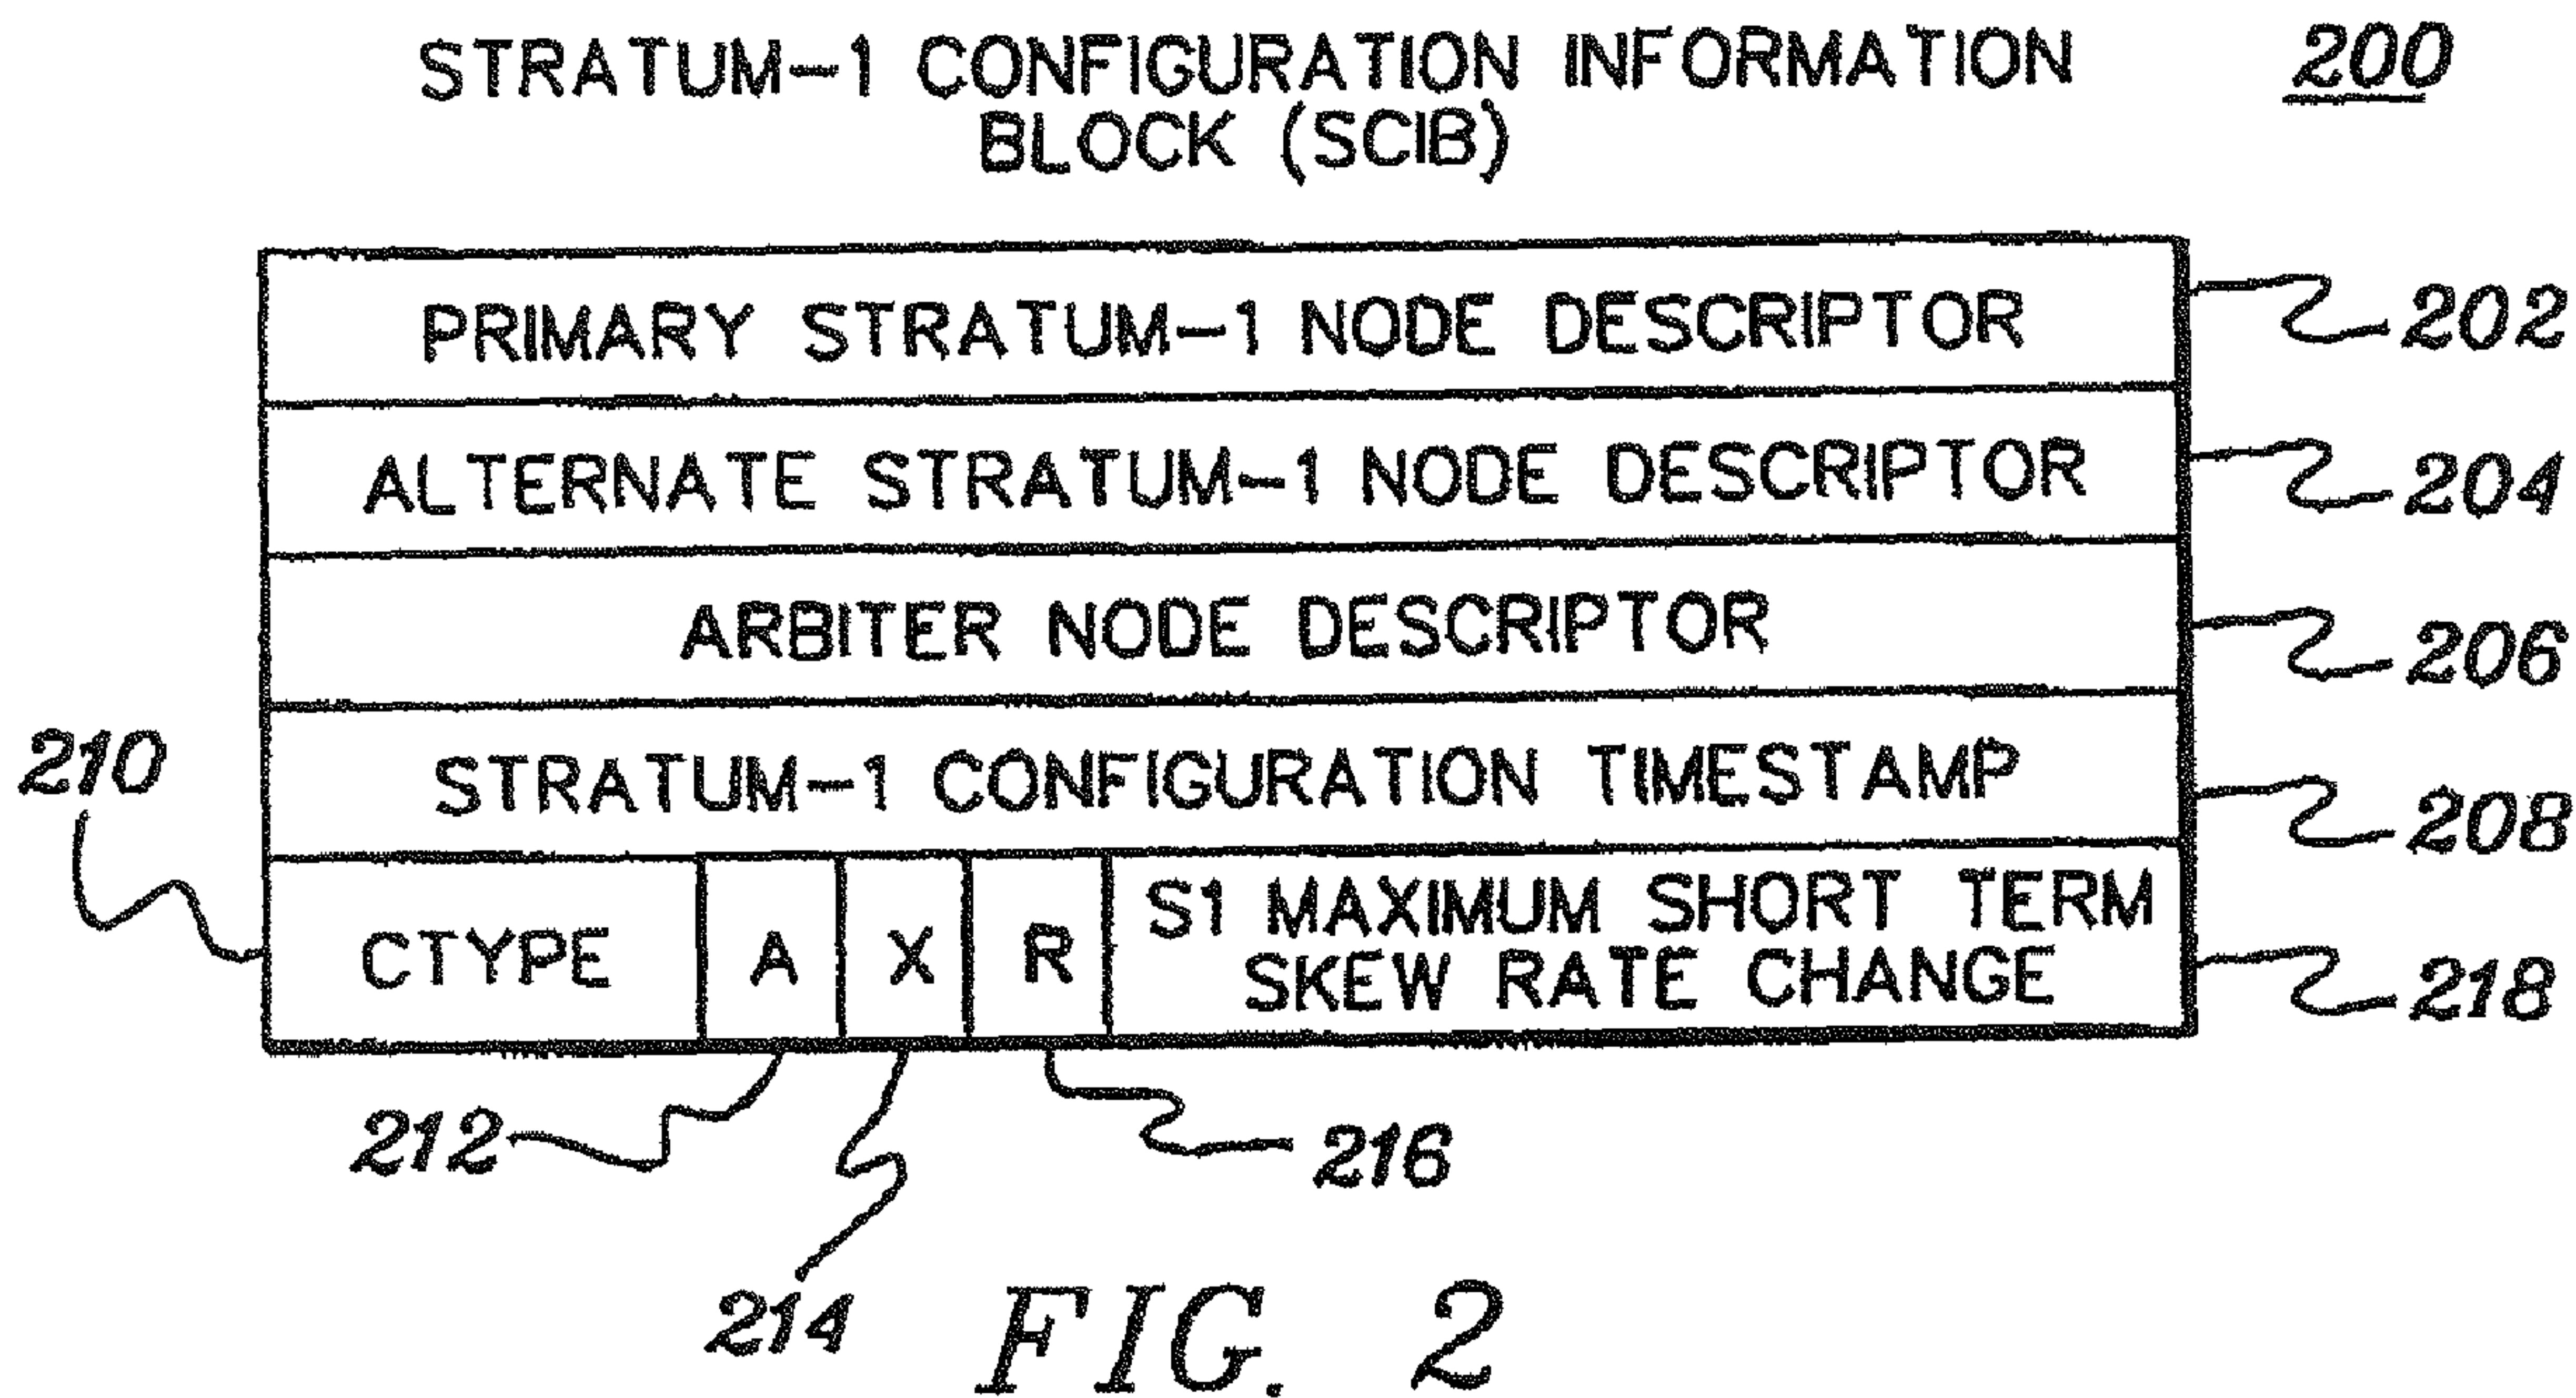 STRATUM-1 CONFIGURATION INFORMATION 200
BLOCK (SCIB)
PRIMARY STRATUM-1 NODE DESCRIPTOR 202
ALTERNATE STRATUM-1 NODE DESCRIPTOR 204
ARBITER NODE DESCRIPTOR 206
210 STRATUM-1 CONFIGURATION TIMESTAMP 208
CTYPE A X R S1 MAXIMUM SHORT TERM
SKEW RATE CHANGE 218
212 216
214
FIG. 2